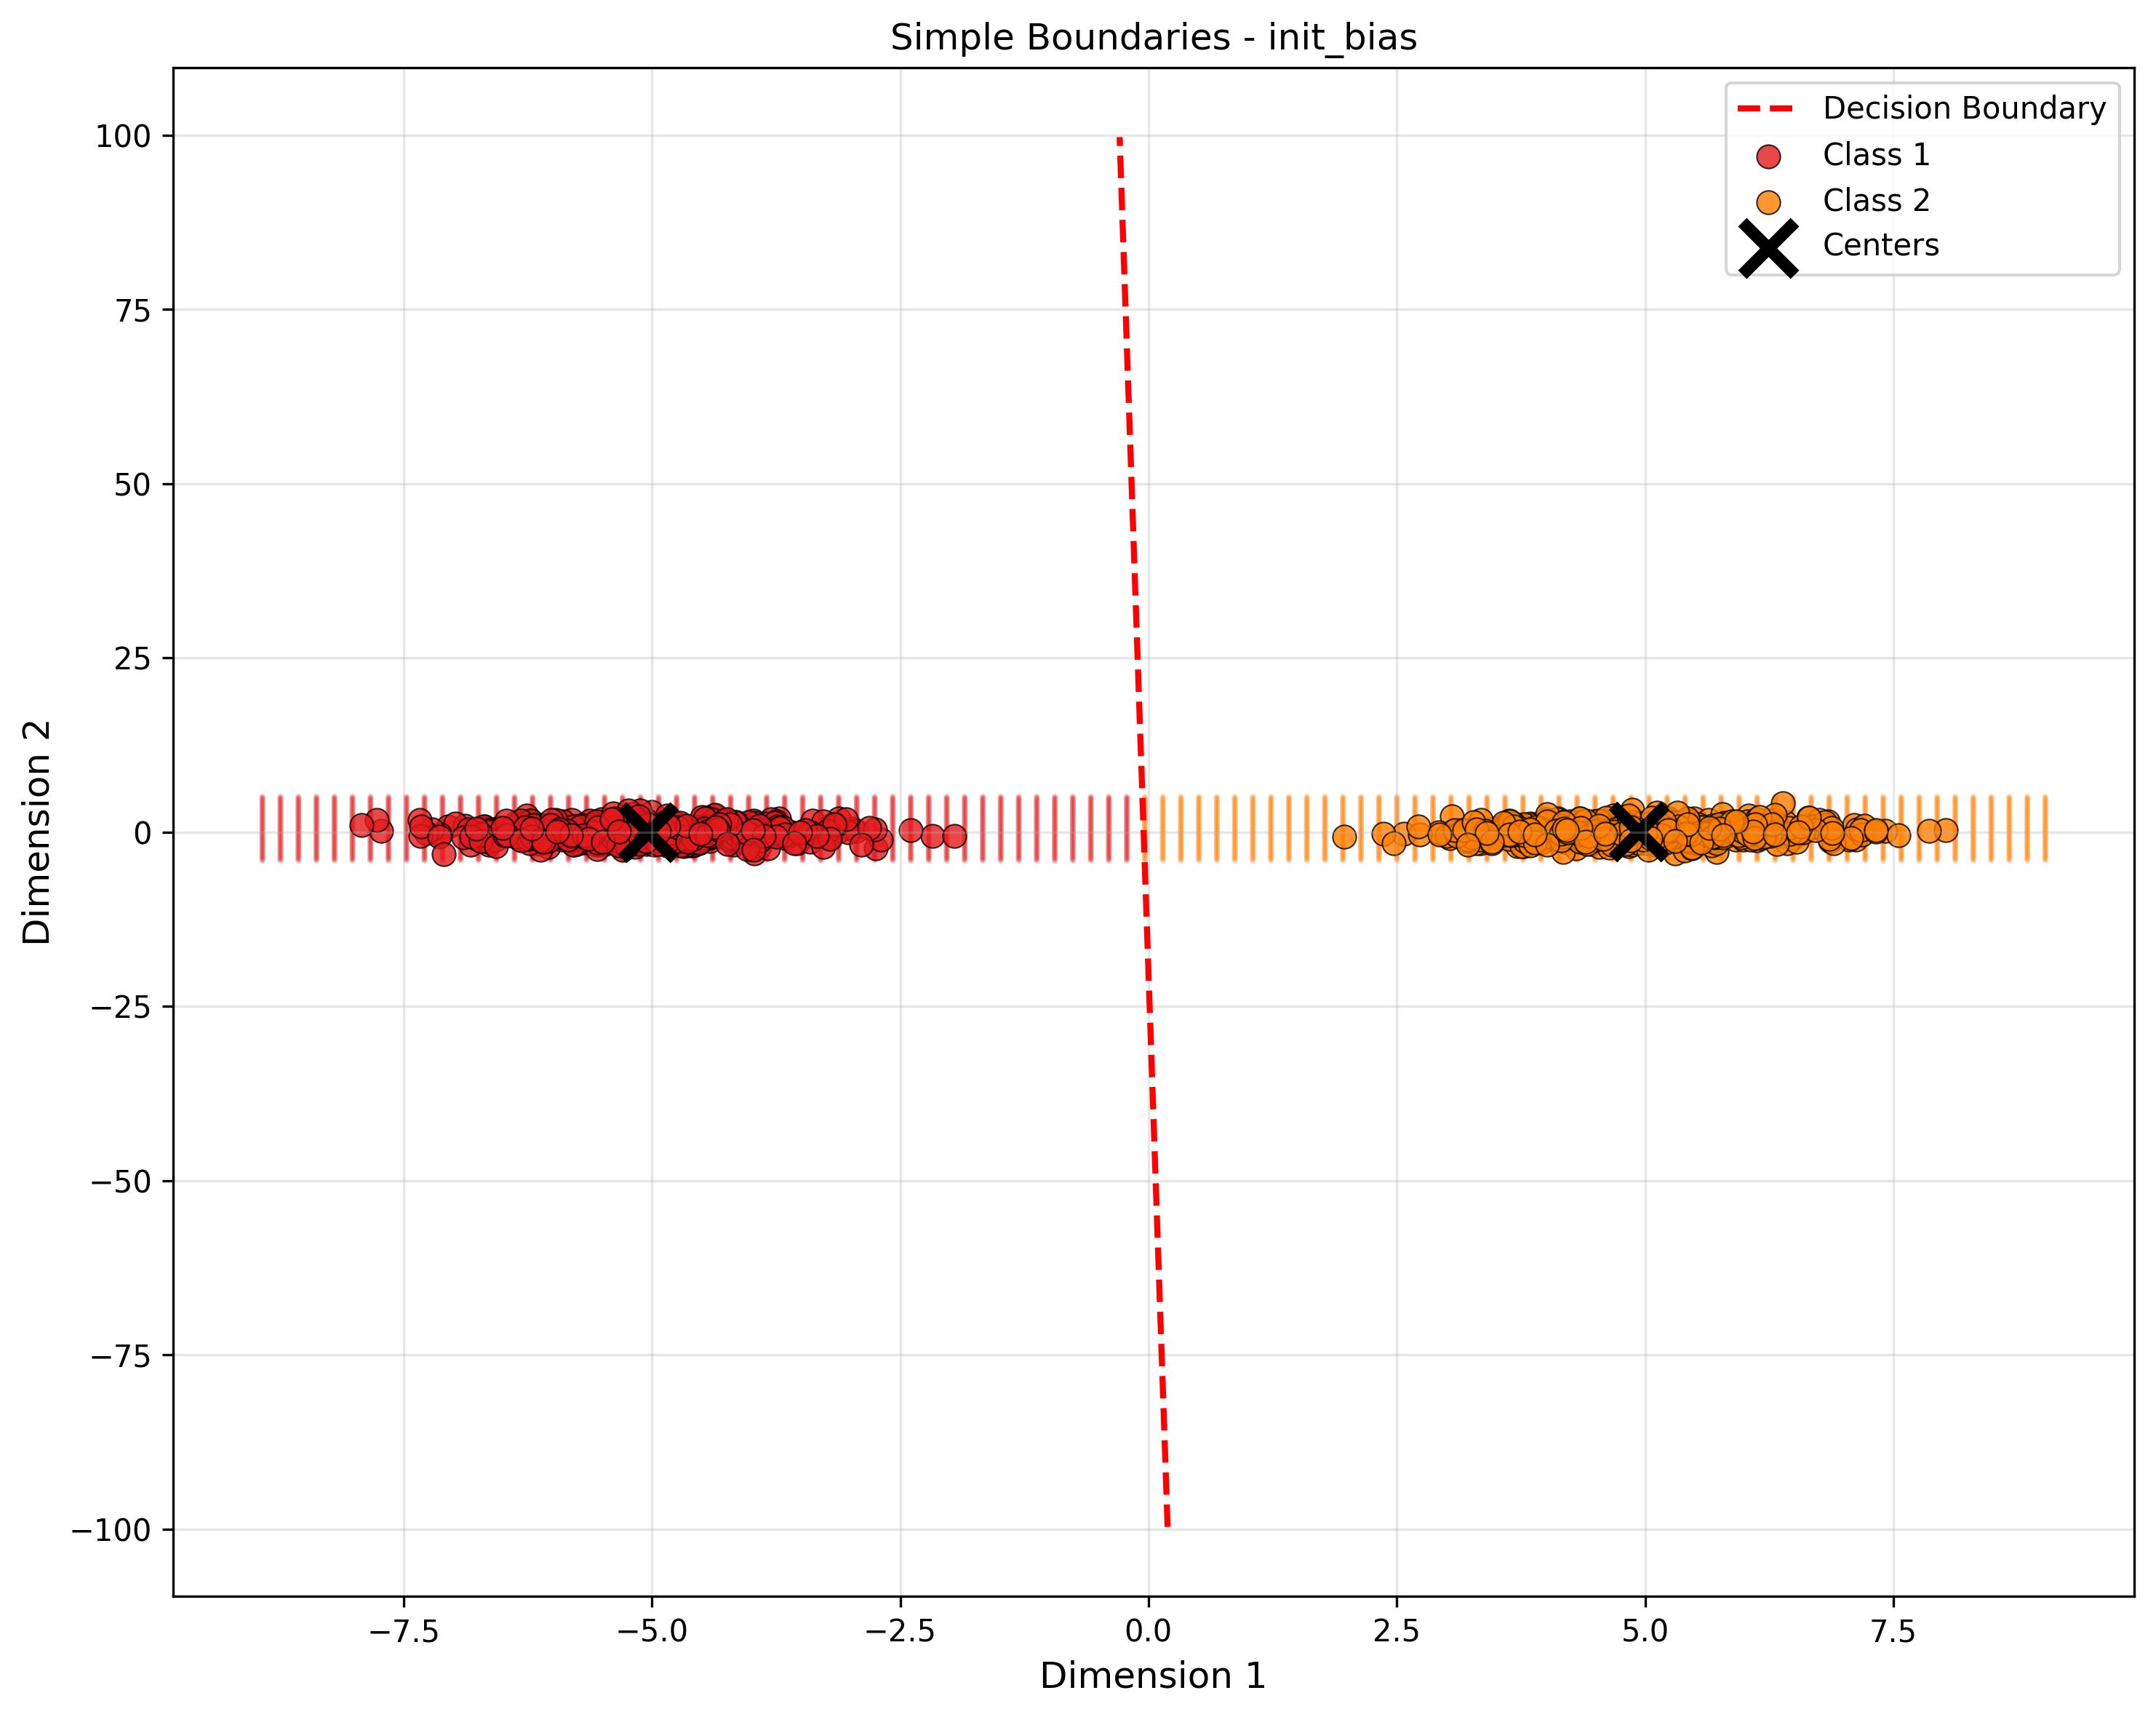 Simple Boundaries - init_bias
Decision Boundary
Class 1
Class 2
Centers
100
75
50
25
0
−25
−50
−75
−100
Dimension 2
−7.5
−5.0
−2.5
0.0
2.5
5.0
7.5
Dimension 1